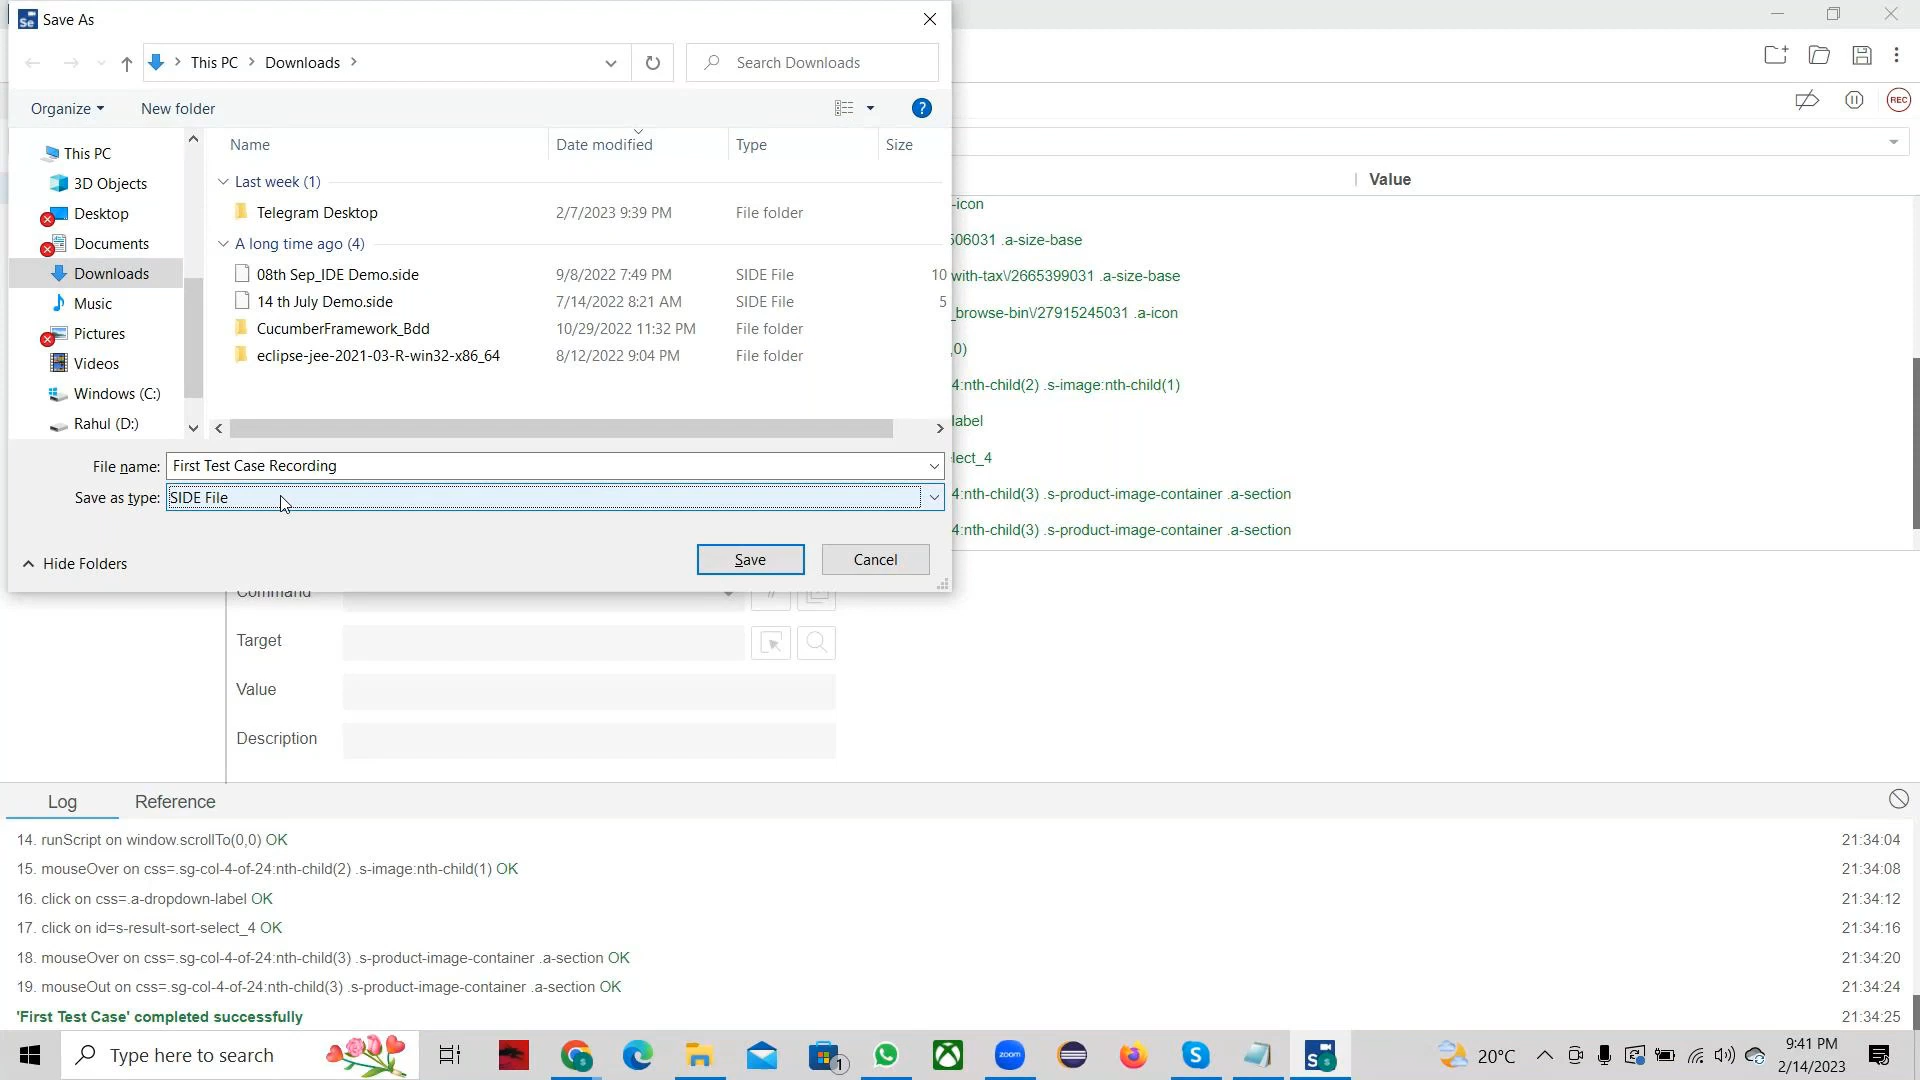 Save As
This PC > Downloads >
Search Downloads
Organize
New folder
?
Name
Date modified
Type
Size
This PC
3D Objects
Desktop
Documents
Downloads
Music
Pictures
Videos
Windows (C:)
Rahul (D:)
Last week (1)
Telegram Desktop 2/7/2023 9:39 PM File folder
A long time ago (4)
08th Sep_IDE Demo.side 9/8/2022 7:49 PM SIDE File 10
14 th July Demo.side 7/14/2022 8:21 AM SIDE File 5
CucumberFramework_Bdd 10/29/2022 11:32 PM File folder
eclipse-jee-2021-03-R-win32-x86_64 8/12/2022 9:04 PM File folder
File name: First Test Case Recording
Save as type: SIDE File
Hide Folders
Save
Cancel
REC
Value
-icon
506031 .a-size-base
with-tax\/2665399031 .a-size-base
_browse-bin\/27915245031 .a-icon
,0)
4:nth-child(2) .s-image:nth-child(1)
label
lect_4
4:nth-child(3) .s-product-image-container .a-section
4:nth-child(3) .s-product-image-container .a-section
Command
//
Target
Value
Description
Log
Reference
14. runScript on window.scrollTo(0,0) OK 21:34:04
15. mouseOver on css=.sg-col-4-of-24:nth-child(2) .s-image:nth-child(1) OK 21:34:08
16. click on css=.a-dropdown-label OK 21:34:12
17. click on id=s-result-sort-select_4 OK 21:34:16
18. mouseOver on css=.sg-col-4-of-24:nth-child(3) .s-product-image-container .a-section OK 21:34:20
19. mouseOut on css=.sg-col-4-of-24:nth-child(3) .s-product-image-container .a-section OK 21:34:24
'First Test Case' completed successfully 21:34:25
Type here to search
1
zoom
20°C
9:41 PM
2/14/2023